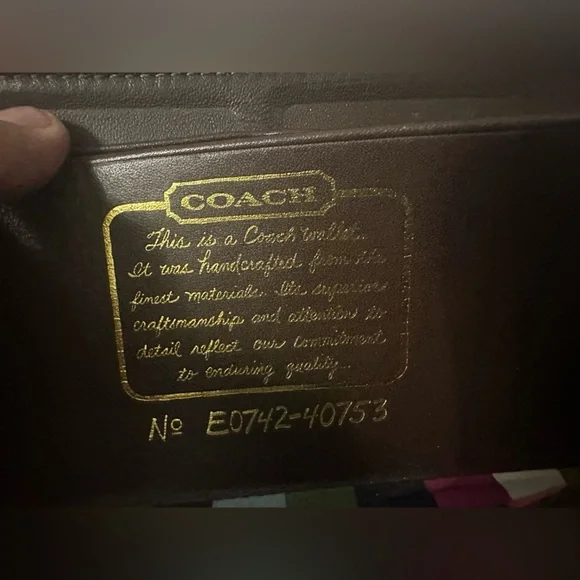 COACH
This is a Coach wallet.
It was handcrafted from the
finest materials. Its superior
craftsmanship and attention to
detail reflect our commitment
to enduring quality.
Nº E0742-40753